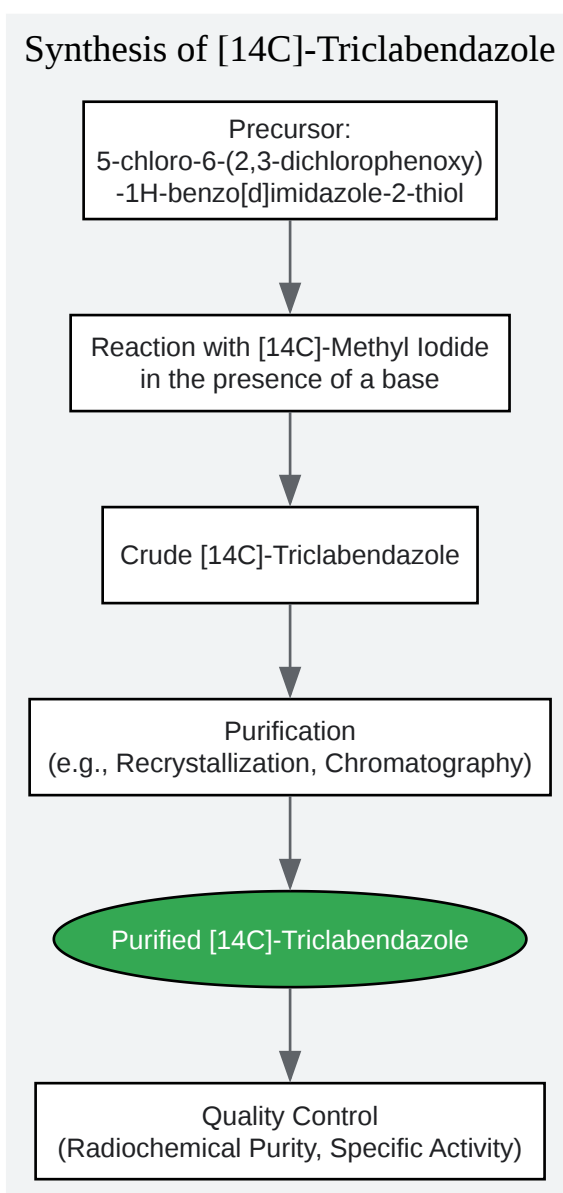 Synthesis of [14C]-Triclabendazole
Precursor:
5-chloro-6-(2,3-dichlorophenoxy)
-1H-benzo[d]imidazole-2-thiol
Reaction with [14C]-Methyl Iodide
in the presence of a base
Crude [14C]-Triclabendazole
Purification
(e.g., Recrystallization, Chromatography)
Purified [14C]-Triclabendazole
Quality Control
(Radiochemical Purity, Specific Activity)